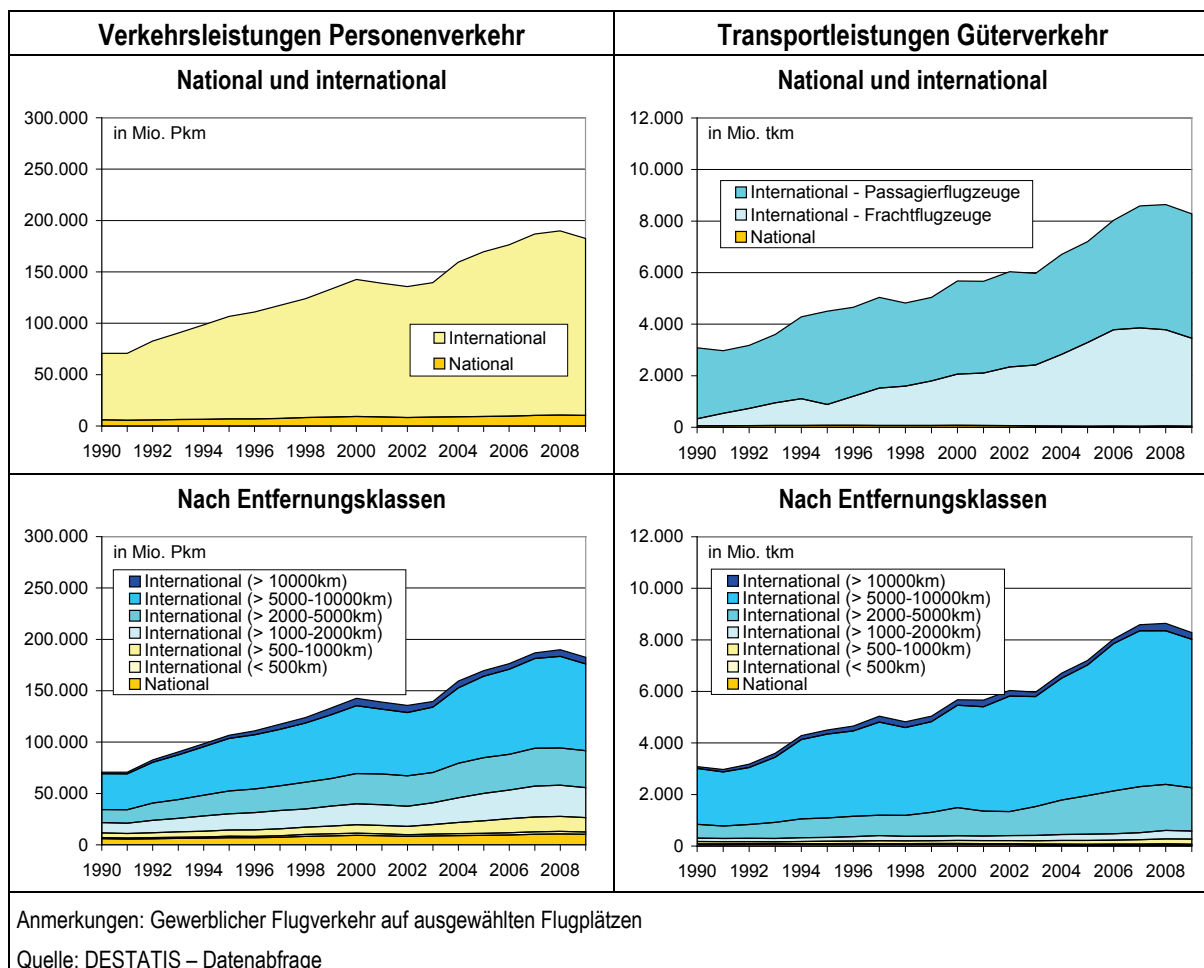 Verkehrsleistungen Personenverkehr
Transportleistungen Güterverkehr
National und international
300.000
250.000
200.000
150.000
100.000
50.000
0
in Mio. Pkm
International
National
1990 1992 1994 1996 1998 2000 2002 2004 2006 2008
National und international
12.000
10.000
8.000
6.000
4.000
2.000
0
in Mio. tkm
International - Passagierflugzeuge
International - Frachtflugzeuge
National
1990 1992 1994 1996 1998 2000 2002 2004 2006 2008
Nach Entfernungsklassen
300.000
250.000
200.000
150.000
100.000
50.000
0
in Mio. Pkm
International (> 10000km)
International (> 5000-10000km)
International (> 2000-5000km)
International (> 1000-2000km)
International (> 500-1000km)
International (< 500km)
National
1990 1992 1994 1996 1998 2000 2002 2004 2006 2008
Nach Entfernungsklassen
12.000
10.000
8.000
6.000
4.000
2.000
0
in Mio. tkm
International (> 10000km)
International (> 5000-10000km)
International (> 2000-5000km)
International (> 1000-2000km)
International (> 500-1000km)
International (< 500km)
National
1990 1992 1994 1996 1998 2000 2002 2004 2006 2008
Anmerkungen: Gewerblicher Flugverkehr auf ausgewählten Flugplätzen
Quelle: DESTATIS – Datenabfrage